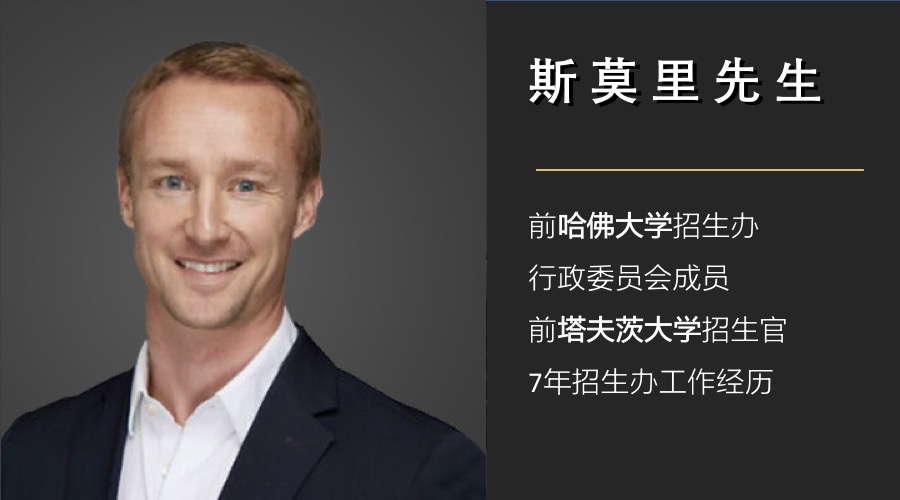 斯莫里先生
前哈佛大学招生办
行政委员会成员
前塔夫茨大学招生官
7年招生办工作经历